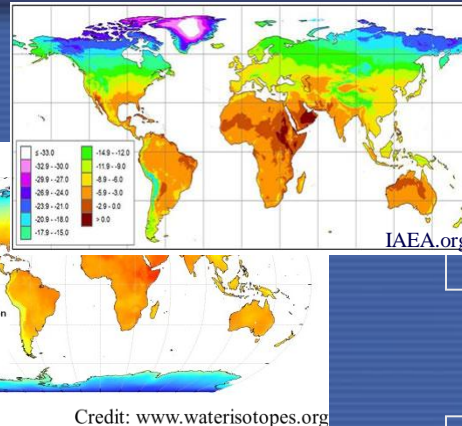 ≤ -33.0
-32.9 - -30.0
-29.9 - -27.0
-26.9 - -24.0
-23.9 - -21.0
-20.9 - -18.0
-17.9 - -15.0
-14.9 - -12.0
-11.9 - -9.0
-8.9 - -6.0
-5.9 - -3.0
-2.9 - 0.0
> 0.0
IAEA.org
n
Credit: www.waterisotopes.org